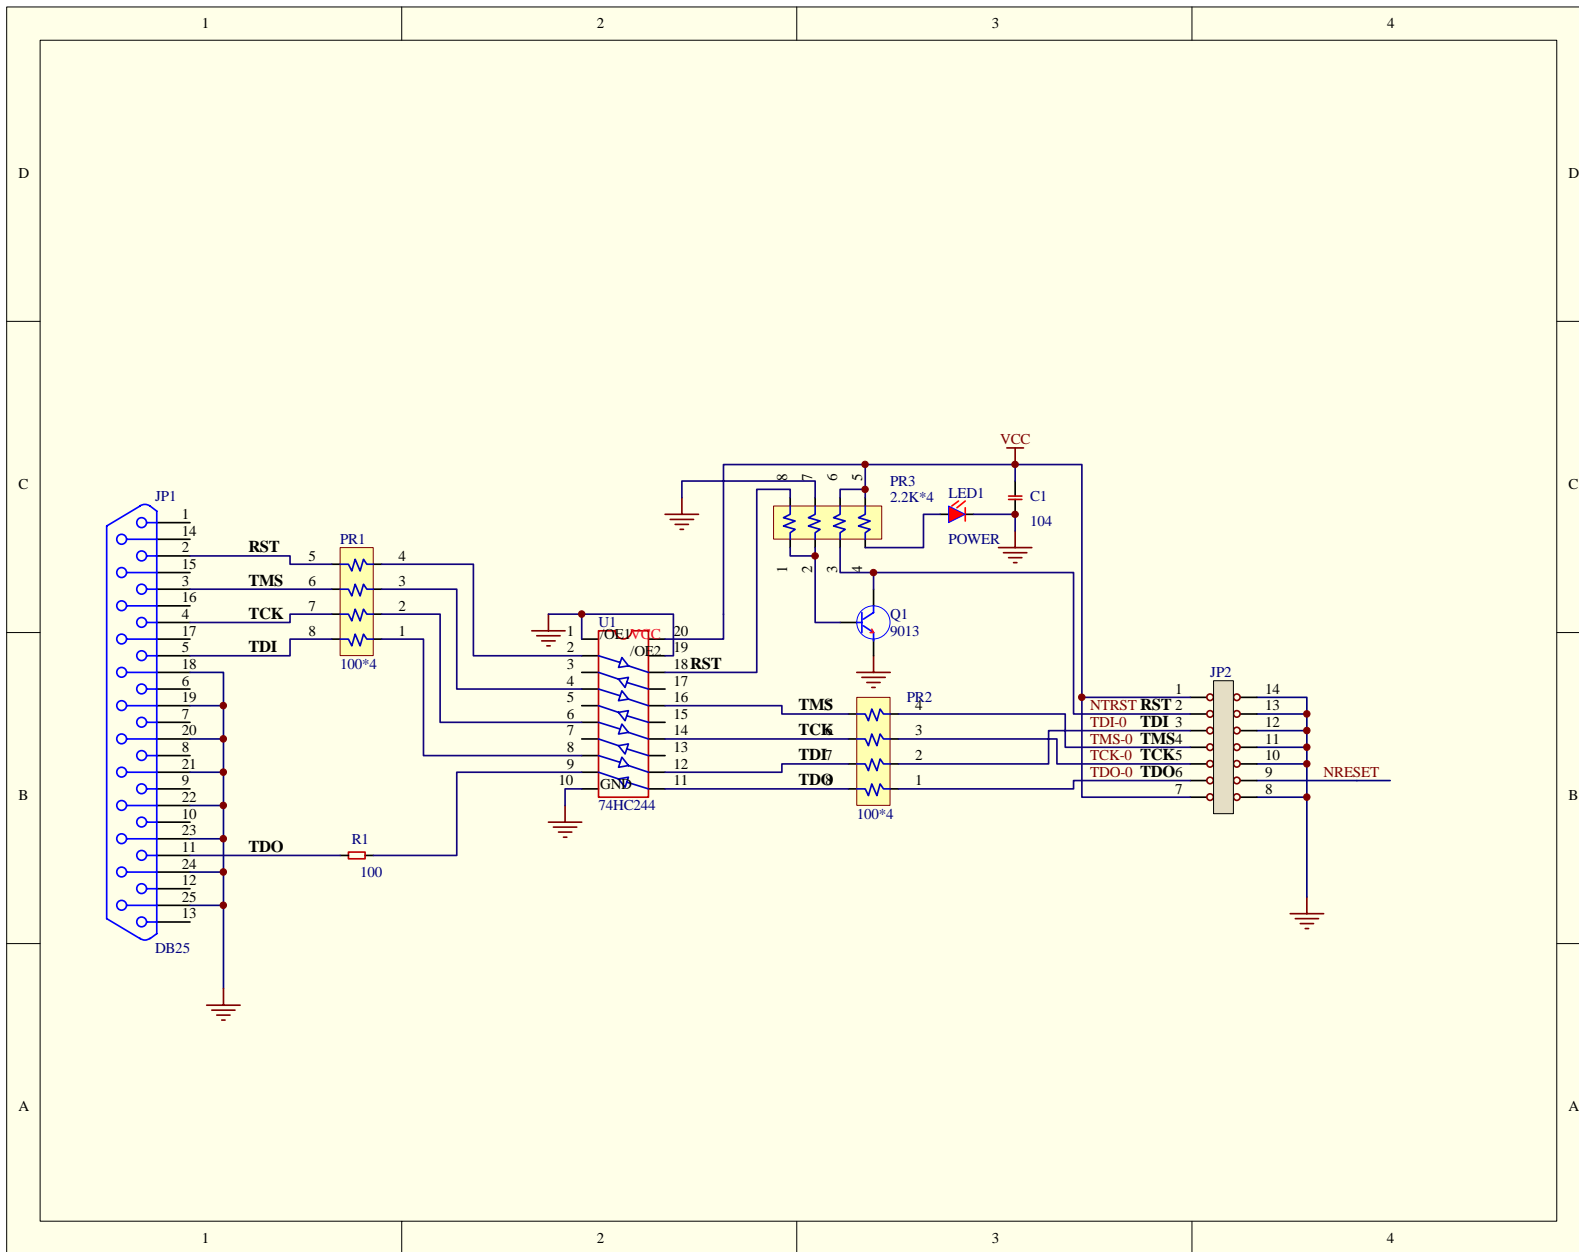 1 2 3 4
D D
C C
B B
A A
1 2 3 4
JP1
1
14
2
15
3
16
4
17
5
18
6
19
7
20
8
21
9
22
10
23
11
24
12
25
13
DB25
RST
TMS
TCK
TDI
TDO
PR1
5 4
6 3
7 2
8 1
100*4
R1
100
U1
/OE1 VCC
/OE2
GND
1 20
2 19
3 18 RST
4 17
5 16
6 15
7 14
8 13
9 12
10 11
74HC244
8 7 6 5
PR3
2.2K*4
1 2 3 4
LED1
POWER
VCC
C1
104
Q1
9013
PR2
TMS 4
TCK 3
TDI 7 2
TDO 8 1
100*4
JP2
1 14
NTRST RST 2 13
TDI-0 TDI 3 12
TMS-0 TMS 4 11
TCK-0 TCK 5 10
TDO-0 TDO 6 9 NRESET
7 8